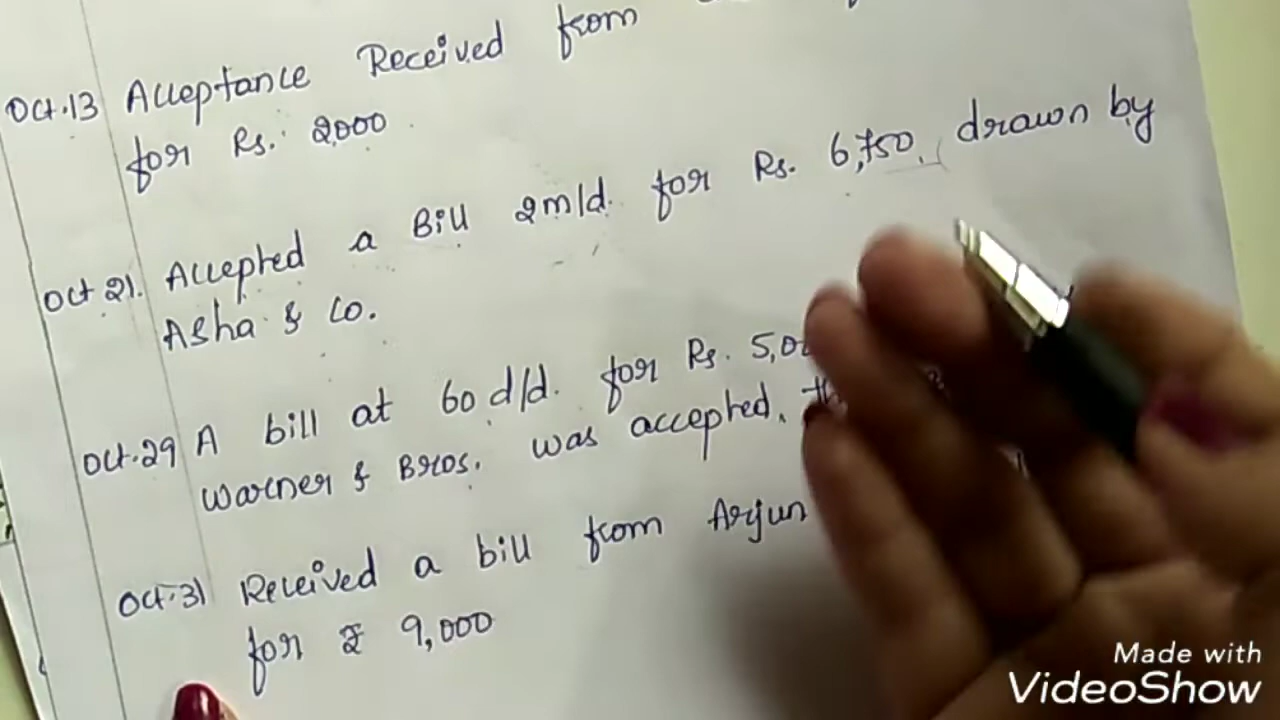 Oct.13 Acceptance Received from
for Rs. 2000
Oct 21. Accepted a Bill 2m/d. for Rs. 6,750, drawn by
Asha & Co.
Oct.29 A bill at 60 d/d. for Rs.
Warner & Bros. was accepted.
Oct.31 Received a bill from Arjun
for ₹ 9,000
Made with
VideoShow